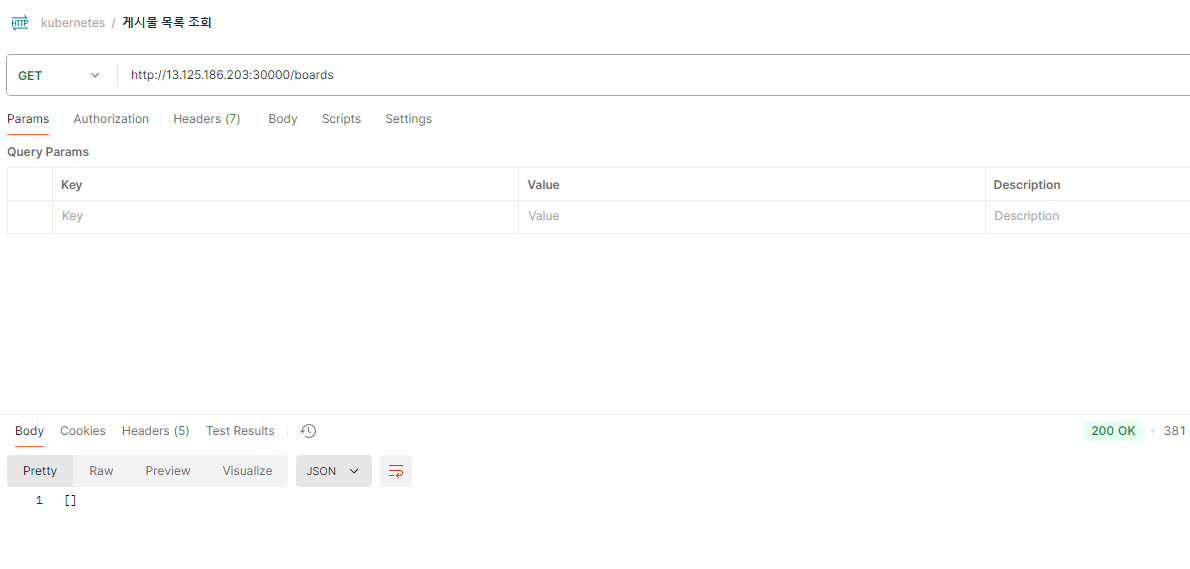 HTTP kubernetes / 게시물 목록 조회
GET http://13.125.186.203:30000/boards
Params Authorization Headers (7) Body Scripts Settings
Query Params
Key Value Description
Key Value Description
Body Cookies Headers (5) Test Results 200 OK • 381
Pretty Raw Preview Visualize JSON
1 []